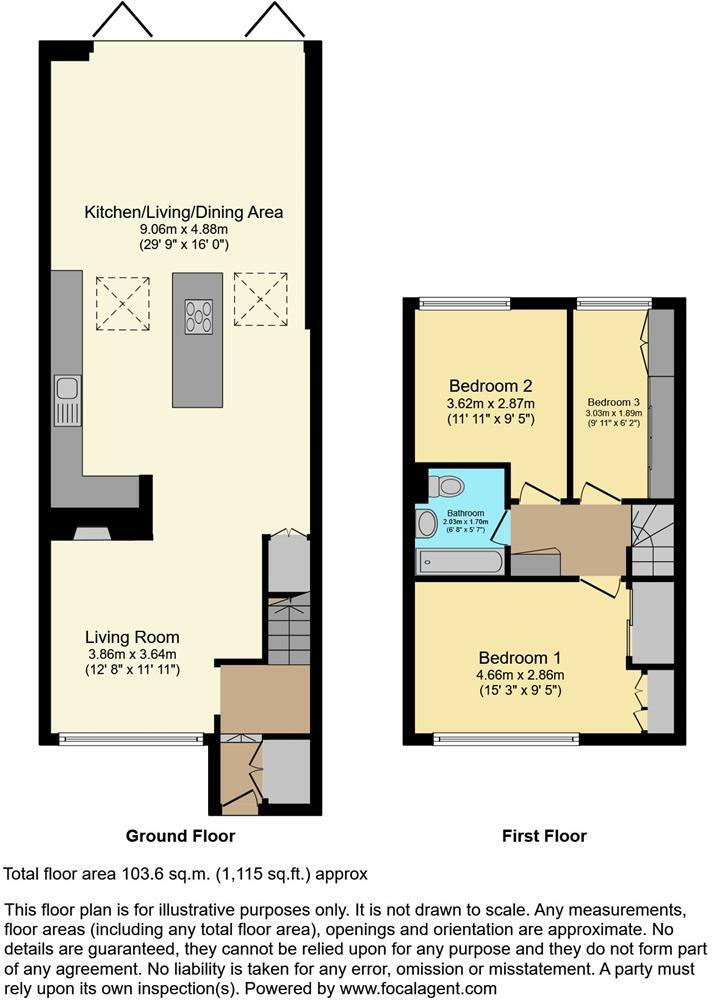 Kitchen/Living/Dining Area
9.06m x 4.88m
(29' 9" x 16' 0")
Living Room
3.86m x 3.64m
(12' 8" x 11' 11")
Bedroom 2
3.62m x 2.87m
(11' 11" x 9' 5")
Bedroom 3
3.03m x 1.89m
(9' 11" x 6' 2")
Bathroom
2.03m x 1.70m
(6' 8" x 5' 7")
Bedroom 1
4.66m x 2.86m
(15' 3" x 9' 5")
Ground Floor
First Floor
Total floor area 103.6 sq.m. (1,115 sq.ft.) approx
This floor plan is for illustrative purposes only. It is not drawn to scale. Any measurements,
floor areas (including any total floor area), openings and orientation are approximate. No
details are guaranteed, they cannot be relied upon for any purpose and they do not form part
of any agreement. No liability is taken for any error, omission or misstatement. A party must
rely upon its own inspection(s). Powered by www.focalagent.com